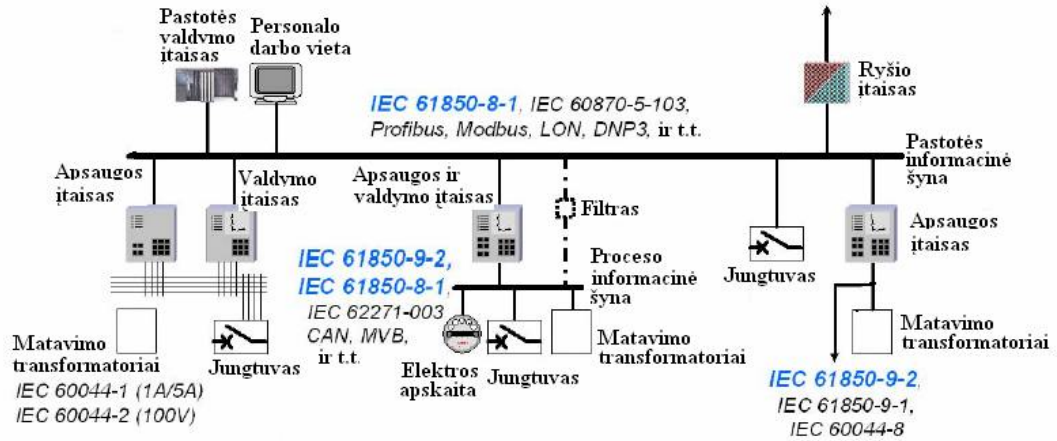 Pastotės
valdymo
įtaisas
Personalo
darbo vieta
Ryšio
įtaisas
IEC 61850-8-1, IEC 60870-5-103,
Profibus, Modbus, LON, DNP3, ir t.t.
Pastotės
informacinė
šyna
Apsaugos
įtaisas
Valdymo
įtaisas
Apsaugos ir
valdymo įtaisas
Filtras
Jungtuvas
Apsaugos
įtaisas
IEC 61850-9-2,
IEC 61850-8-1,
IEC 62271-003
CAN, MVB,
ir t.t.
Proceso
informacinė
šyna
Matavimo
transformatoriai
IEC 60044-1 (1A/5A)
IEC 60044-2 (100V)
Jungtuvas
Elektros
apskaita
Jungtuvas
Matavimo
transformatoriai
Matavimo
transformatoriai
IEC 61850-9-2,
IEC 61850-9-1,
IEC 60044-8